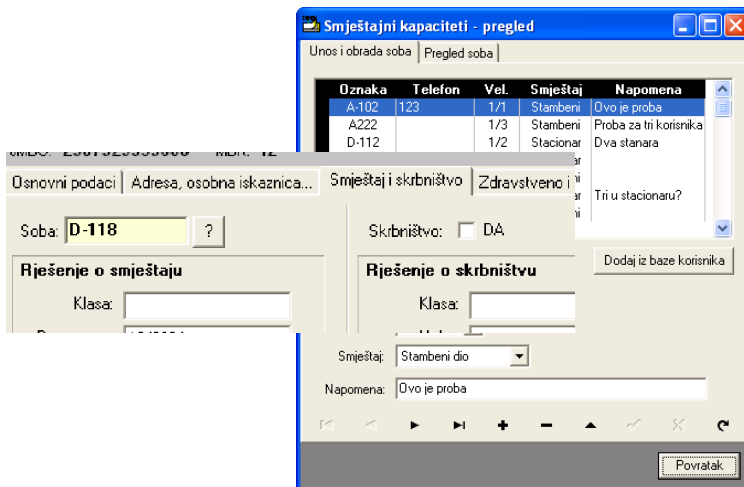 Smještajni kapaciteti - pregled
Unos i obrada soba Pregled soba
Oznaka Telefon Vel. Smještaj Napomena
A-102 123 1/1 Stambeni Ovo je proba
A222 1/3 Stambeni Proba za tri korisnika
D-112 1/2 Stacionar Dva stanara
Osnovni podaci Adresa, osobna iskaznica... Smještaj i skrbništvo Zdravstveno i
Tri u stacionaru?
Soba: D-118 ? Skrbništvo: DA
Dodaj iz baze korisnika
Rješenje o smještaju Rješenje o skrbništvu
Klasa: Klasa:
Smještaj: Stambeni dio
Napomena: Ovo je proba
Povratak